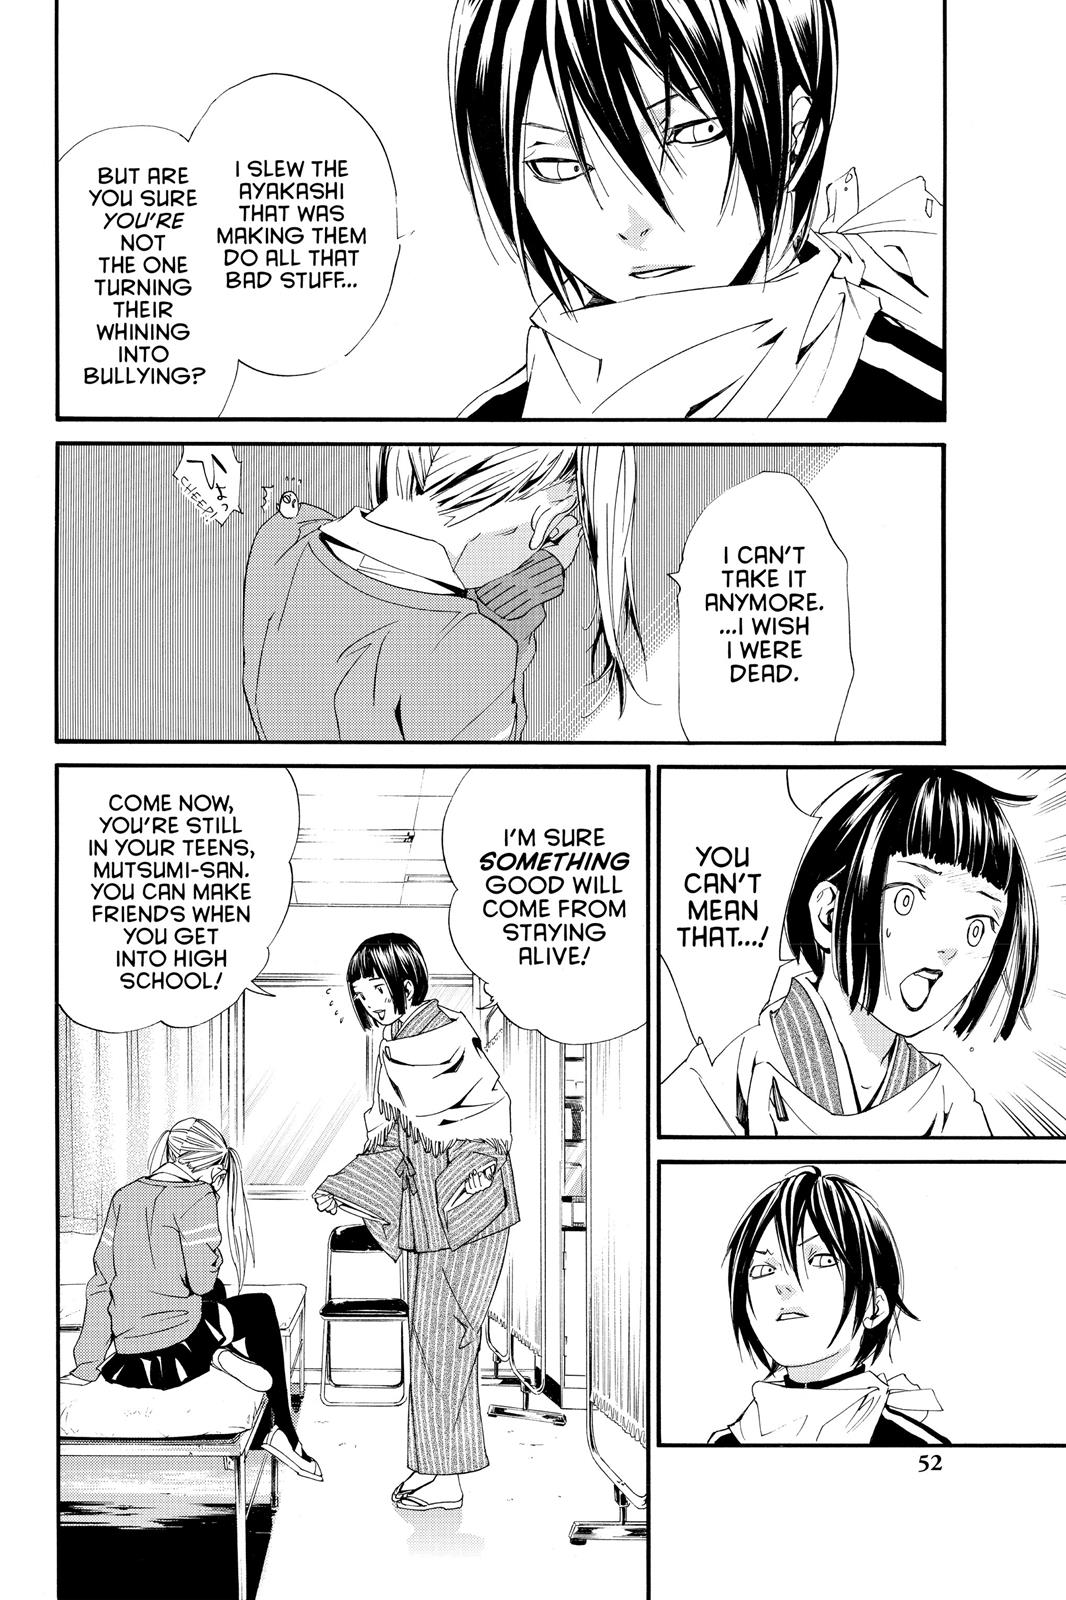 I SLEW THE
AYAKASHI
THAT WAS
MAKING THEM
DO ALL THAT
BAD STUFF...
BUT ARE
YOU SURE
YOU'RE
NOT
THE ONE
TURNING
THEIR
WHINING
INTO
BULLYING?
CHEEP!
I CAN'T
TAKE IT
ANYMORE.
...I WISH
I WERE
DEAD.
YOU
CAN'T
MEAN
THAT...!
I'M SURE
SOMETHING
GOOD WILL
COME FROM
STAYING
ALIVE!
COME NOW,
YOU'RE STILL
IN YOUR TEENS,
MUTSUMI-SAN.
YOU CAN MAKE
FRIENDS WHEN
YOU GET
INTO HIGH
SCHOOL!
52